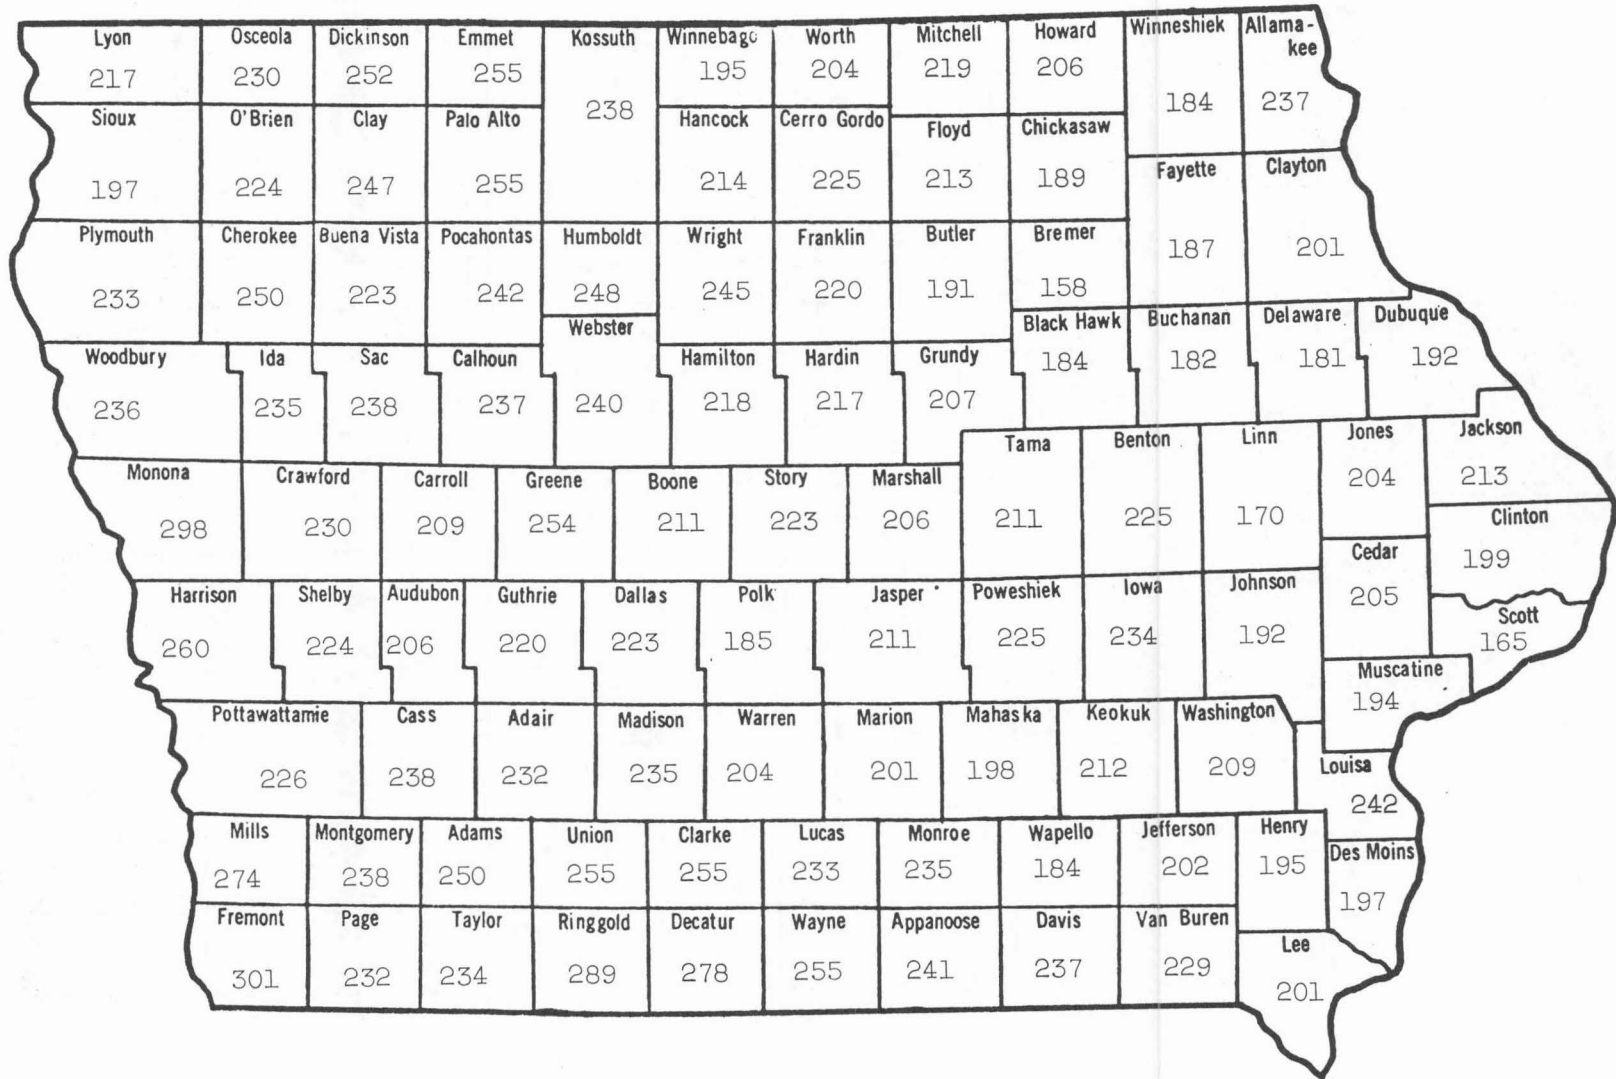 Lyon
217
Osceola
230
Dickinson
252
Emmet
255
Kossuth
238
Winnebago
195
Worth
204
Mitchell
219
Howard
206
Winneshiek
184
Allama-
kee
237
Sioux
197
O'Brien
224
Clay
247
Palo Alto
255
Hancock
214
Cerro Gordo
225
Floyd
213
Chickasaw
189
Fayette
187
Clayton
201
Plymouth
233
Cherokee
250
Buena Vista
223
Pocahontas
242
Humboldt
248
Wright
245
Franklin
220
Butler
191
Bremer
158
Woodbury
236
Ida
235
Sac
238
Calhoun
237
Webster
240
Hamilton
218
Hardin
217
Grundy
207
Black Hawk
184
Buchanan
182
Delaware
181
Dubuque
192
Monona
298
Crawford
230
Carroll
209
Greene
254
Boone
211
Story
223
Marshall
206
Tama
211
Benton
225
Linn
170
Jones
204
Jackson
213
Clinton
199
Cedar
205
Scott
165
Harrison
260
Shelby
224
Audubon
206
Guthrie
220
Dallas
223
Polk
185
Jasper
211
Poweshiek
225
Iowa
234
Johnson
192
Muscatine
194
Pottawattamie
226
Cass
238
Adair
232
Madison
235
Warren
204
Marion
201
Mahaska
198
Keokuk
212
Washington
209
Louisa
242
Mills
274
Montgomery
238
Adams
250
Union
255
Clarke
255
Lucas
233
Monroe
235
Wapello
184
Jefferson
202
Henry
195
Des Moins
197
Fremont
301
Page
232
Taylor
234
Ringgold
289
Decatur
278
Wayne
255
Appanoose
241
Davis
237
Van Buren
229
Lee
201